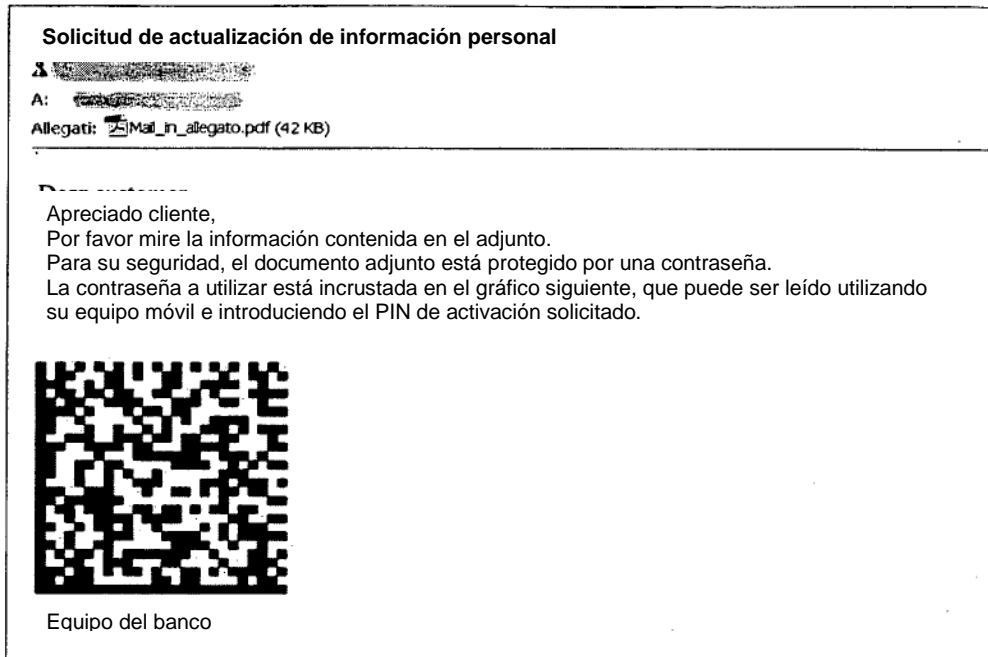 Solicitud de actualización de información personal
A:
Allegati: Mail_in_allegato.pdf (42 KB)
Apreciado cliente,
Por favor mire la información contenida en el adjunto.
Para su seguridad, el documento adjunto está protegido por una contraseña.
La contraseña a utilizar está incrustada en el gráfico siguiente, que puede ser leído utilizando
su equipo móvil e introduciendo el PIN de activación solicitado.
Equipo del banco